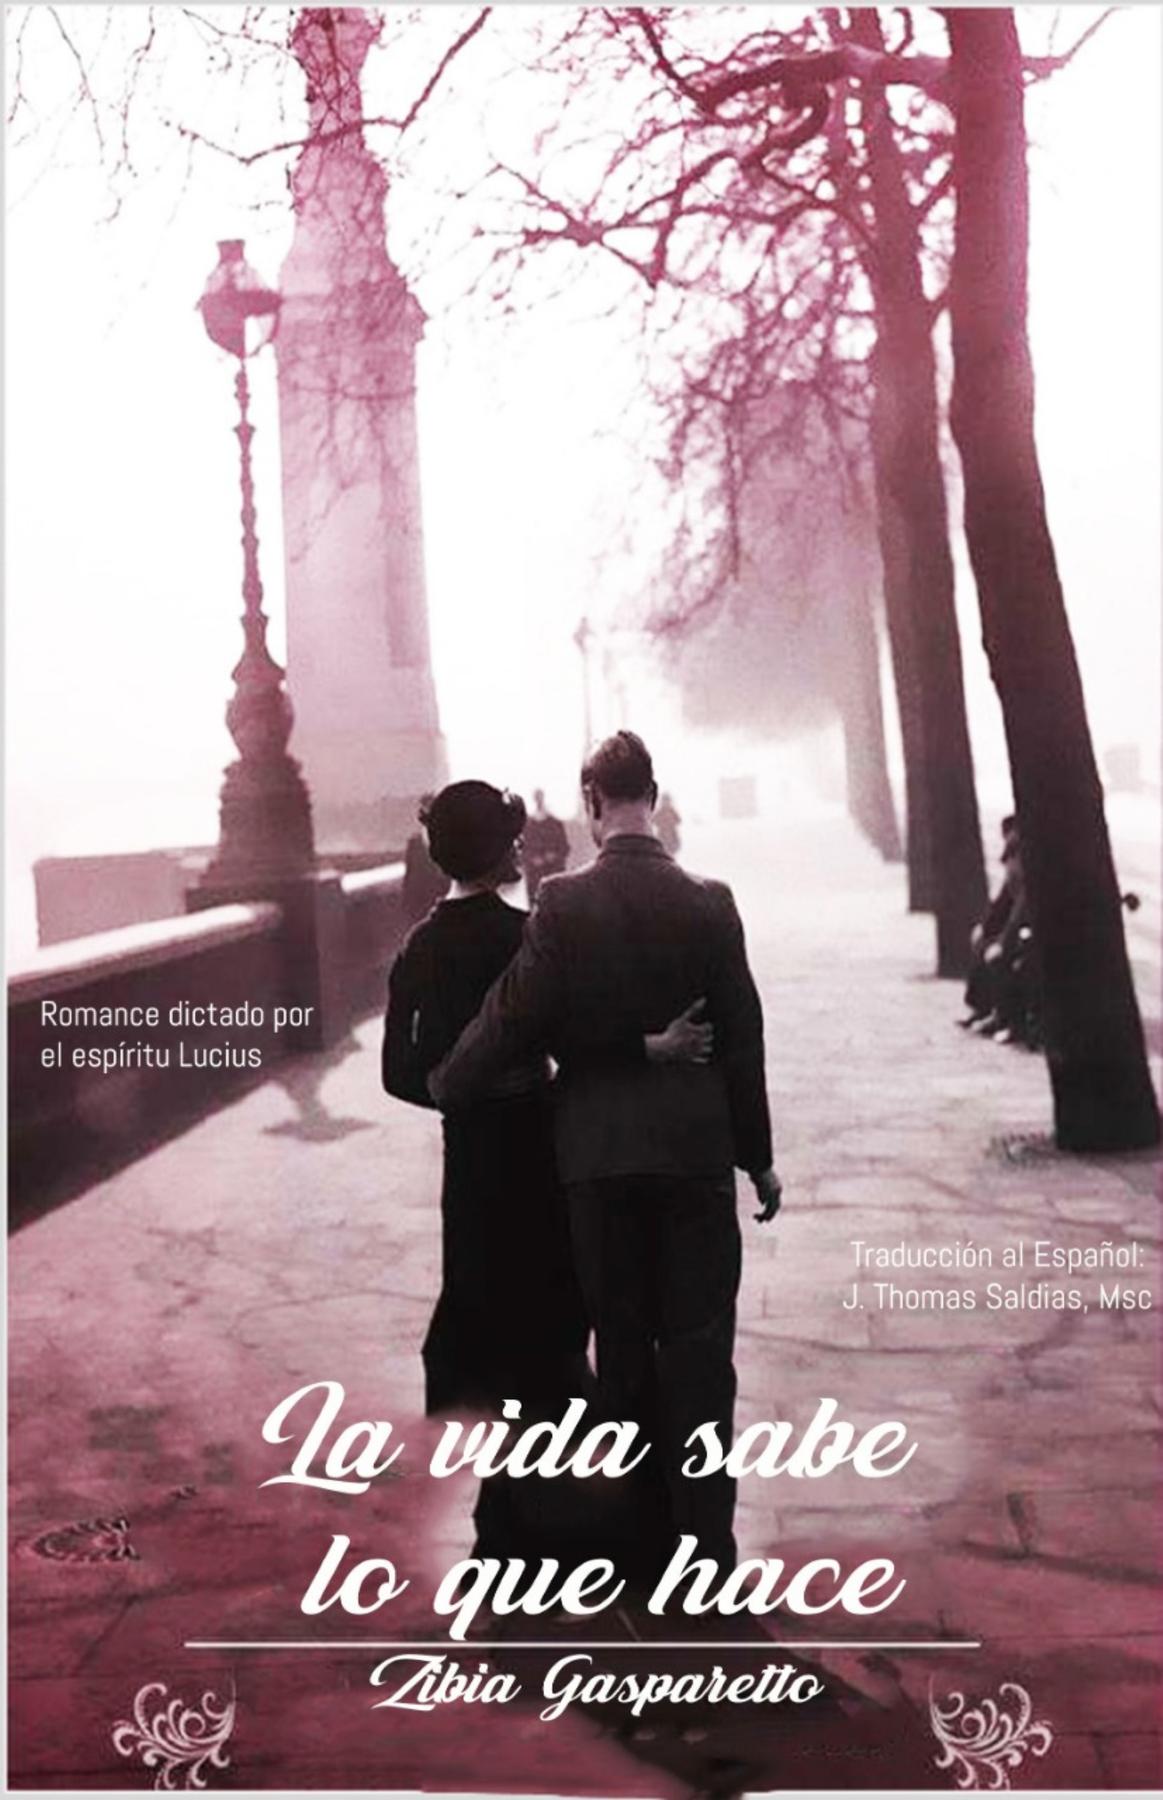 Romance dictado por
el espíritu Lucius
Traducción al Español:
J. Thomas Saldias, Msc
La vida sabe
lo que hace
Zibia Gasparetto